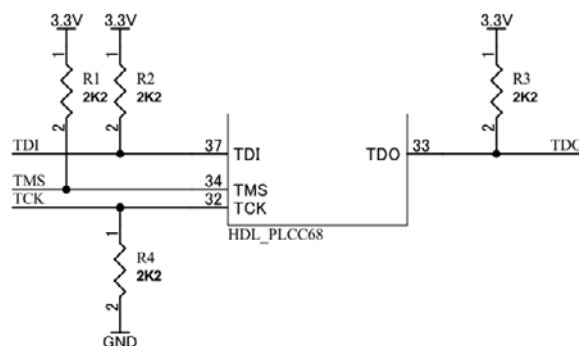 3.3V 3.3V 3.3V
1 1 1
R1 R2 R3
2K2 2K2 2K2
2 2 2
TDI 37 TDI TDO 33 TDO
TMS 34 TMS
TCK 32 TCK
HDL_PLCC68
1
R4
2K2
2
GND